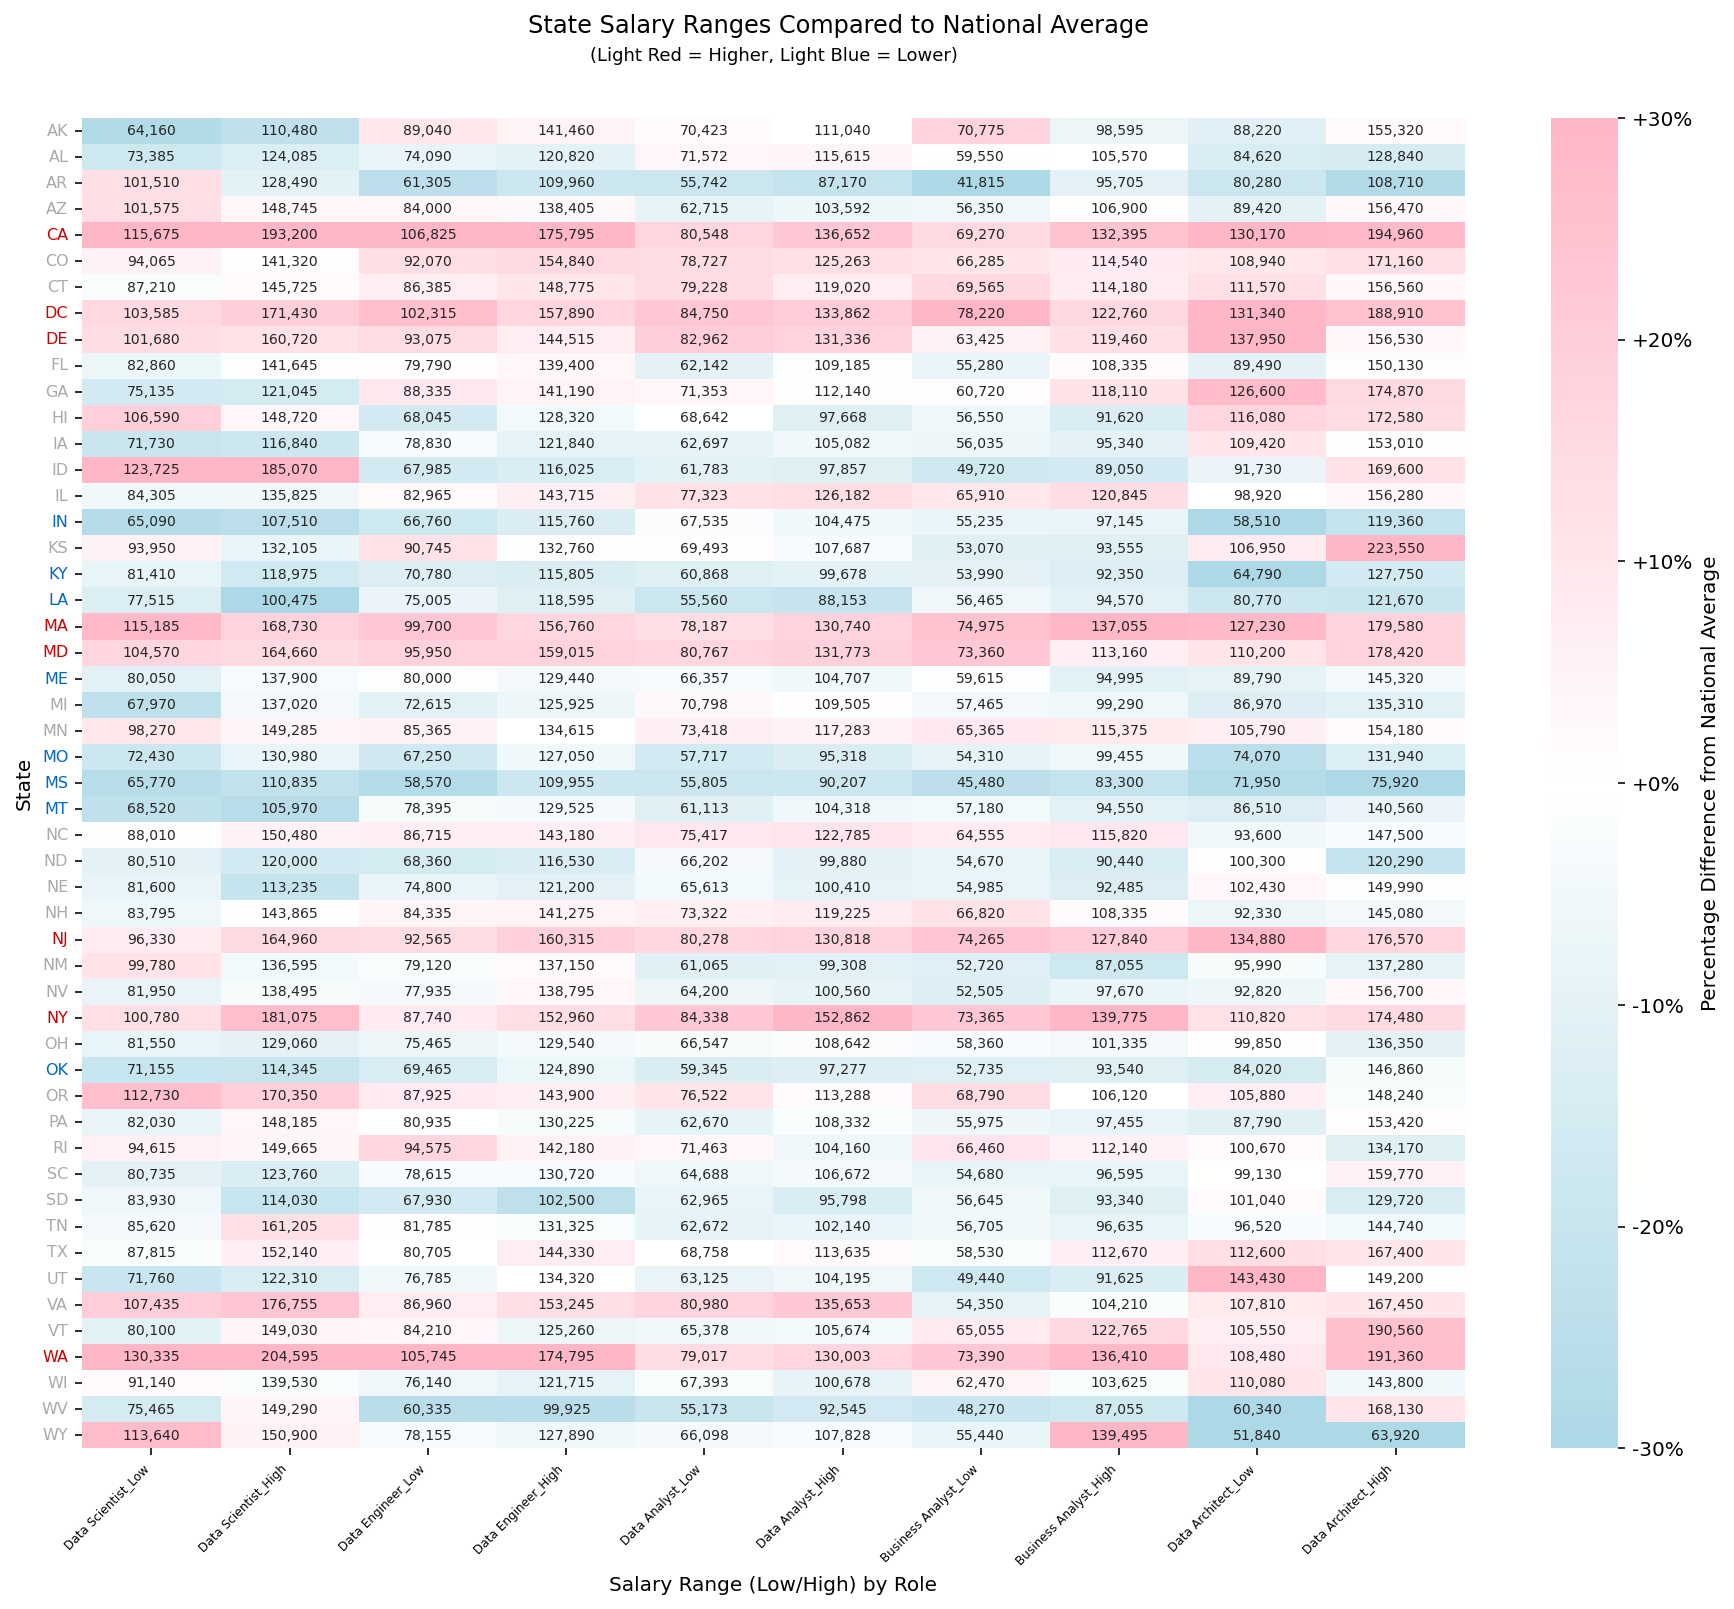 State Salary Ranges Compared to National Average
(Light Red = Higher, Light Blue = Lower)
AK 64,160 110,480 89,040 141,460 70,423 111,040 70,775 98,595 88,220 155,320
AL 73,385 124,085 74,090 120,820 71,572 115,615 59,550 105,570 84,620 128,840
AR 101,510 128,490 61,305 109,960 55,742 87,170 41,815 95,705 80,280 108,710
AZ 101,575 148,745 84,000 138,405 62,715 103,592 56,350 106,900 89,420 156,470
CA 115,675 193,200 106,825 175,795 80,548 136,652 69,270 132,395 130,170 194,960
CO 94,065 141,320 92,070 154,840 78,727 125,263 66,285 114,540 108,940 171,160
CT 87,210 145,725 86,385 148,775 79,228 119,020 69,565 114,180 111,570 156,560
DC 103,585 171,430 102,315 157,890 84,750 133,862 78,220 122,760 131,340 188,910
DE 101,680 160,720 93,075 144,515 82,962 131,336 63,425 119,460 137,950 156,530
FL 82,860 141,645 79,790 139,400 62,142 109,185 55,280 108,335 89,490 150,130
GA 75,135 121,045 88,335 141,190 71,353 112,140 60,720 118,110 126,600 174,870
HI 106,590 148,720 68,045 128,320 68,642 97,668 56,550 91,620 116,080 172,580
IA 71,730 116,840 78,830 121,840 62,697 105,082 56,035 95,340 109,420 153,010
ID 123,725 185,070 67,985 116,025 61,783 97,857 49,720 89,050 91,730 169,600
IL 84,305 135,825 82,965 143,715 77,323 126,182 65,910 120,845 98,920 156,280
IN 65,090 107,510 66,760 115,760 67,535 104,475 55,235 97,145 58,510 119,360
KS 93,950 132,105 90,745 132,760 69,493 107,687 53,070 93,555 106,950 223,550
KY 81,410 118,975 70,780 115,805 60,868 99,678 53,990 92,350 64,790 127,750
LA 77,515 100,475 75,005 118,595 55,560 88,153 56,465 94,570 80,770 121,670
MA 115,185 168,730 99,700 156,760 78,187 130,740 74,975 137,055 127,230 179,580
MD 104,570 164,660 95,950 159,015 80,767 131,773 73,360 113,160 110,200 178,420
ME 80,050 137,900 80,000 129,440 66,357 104,707 59,615 94,995 89,790 145,320
MI 67,970 137,020 72,615 125,925 70,798 109,505 57,465 99,290 86,970 135,310
MN 98,270 149,285 85,365 134,615 73,418 117,283 65,365 115,375 105,790 154,180
MO 72,430 130,980 67,250 127,050 57,717 95,318 54,310 99,455 74,070 131,940
MS 65,770 110,835 58,570 109,955 55,805 90,207 45,480 83,300 71,950 75,920
MT 68,520 105,970 78,395 129,525 61,113 104,318 57,180 94,550 86,510 140,560
NC 88,010 150,480 86,715 143,180 75,417 122,785 64,555 115,820 93,600 147,500
ND 80,510 120,000 68,360 116,530 66,202 99,880 54,670 90,440 100,300 120,290
NE 81,600 113,235 74,800 121,200 65,613 100,410 54,985 92,485 102,430 149,990
NH 83,795 143,865 84,335 141,275 73,322 119,225 66,820 108,335 92,330 145,080
NJ 96,330 164,960 92,565 160,315 80,278 130,818 74,265 127,840 134,880 176,570
NM 99,780 136,595 79,120 137,150 61,065 99,308 52,720 87,055 95,990 137,280
NV 81,950 138,495 77,935 138,795 64,200 100,560 52,505 97,670 92,820 156,700
NY 100,780 181,075 87,740 152,960 84,338 152,862 73,365 139,775 110,820 174,480
OH 81,550 129,060 75,465 129,540 66,547 108,642 58,360 101,335 99,850 136,350
OK 71,155 114,345 69,465 124,890 59,345 97,277 52,735 93,540 84,020 146,860
OR 112,730 170,350 87,925 143,900 76,522 113,288 68,790 106,120 105,880 148,240
PA 82,030 148,185 80,935 130,225 62,670 108,332 55,975 97,455 87,790 153,420
RI 94,615 149,665 94,575 142,180 71,463 104,160 66,460 112,140 100,670 134,170
SC 80,735 123,760 78,615 130,720 64,688 106,672 54,680 96,595 99,130 159,770
SD 83,930 114,030 67,930 102,500 62,965 95,798 56,645 93,340 101,040 129,720
TN 85,620 161,205 81,785 131,325 62,672 102,140 56,705 96,635 96,520 144,740
TX 87,815 152,140 80,705 144,330 68,758 113,635 58,530 112,670 112,600 167,400
UT 71,760 122,310 76,785 134,320 63,125 104,195 49,440 91,625 143,430 149,200
VA 107,435 176,755 86,960 153,245 80,980 135,653 54,350 104,210 107,810 167,450
VT 80,100 149,030 84,210 125,260 65,378 105,674 65,055 122,765 105,550 190,560
WA 130,335 204,595 105,745 174,795 79,017 130,003 73,390 136,410 108,480 191,360
WI 91,140 139,530 76,140 121,715 67,393 100,678 62,470 103,625 110,080 143,800
WV 75,465 149,290 60,335 99,925 55,173 92,545 48,270 87,055 60,340 168,130
WY 113,640 150,900 78,155 127,890 66,098 107,828 55,440 139,495 51,840 63,920
State
Data Scientist_Low
Data Scientist_High
Data Engineer_Low
Data Engineer_High
Data Analyst_Low
Data Analyst_High
Business Analyst_Low
Business Analyst_High
Data Architect_Low
Data Architect_High
Salary Range (Low/High) by Role
+30%
+20%
+10%
+0%
-10%
-20%
-30%
Percentage Difference from National Average